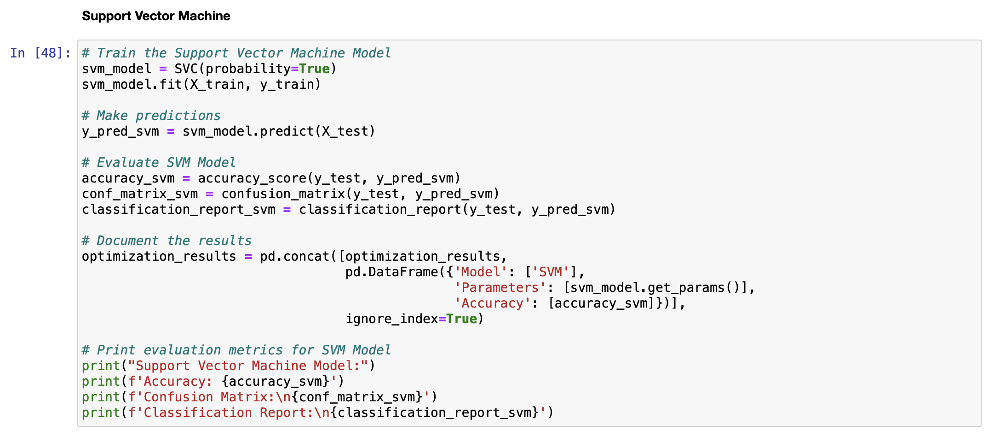 Support Vector Machine
In [48]:
# Train the Support Vector Machine Model
svm_model = SVC(probability=True)
svm_model.fit(X_train, y_train)

# Make predictions
y_pred_svm = svm_model.predict(X_test)

# Evaluate SVM Model
accuracy_svm = accuracy_score(y_test, y_pred_svm)
conf_matrix_svm = confusion_matrix(y_test, y_pred_svm)
classification_report_svm = classification_report(y_test, y_pred_svm)

# Document the results
optimization_results = pd.concat([optimization_results,
                                  pd.DataFrame({'Model': ['SVM'],
                                                'Parameters': [svm_model.get_params()],
                                                'Accuracy': [accuracy_svm]})],
                                  ignore_index=True)

# Print evaluation metrics for SVM Model
print("Support Vector Machine Model:")
print(f'Accuracy: {accuracy_svm}')
print(f'Confusion Matrix:\n{conf_matrix_svm}')
print(f'Classification Report:\n{classification_report_svm}')